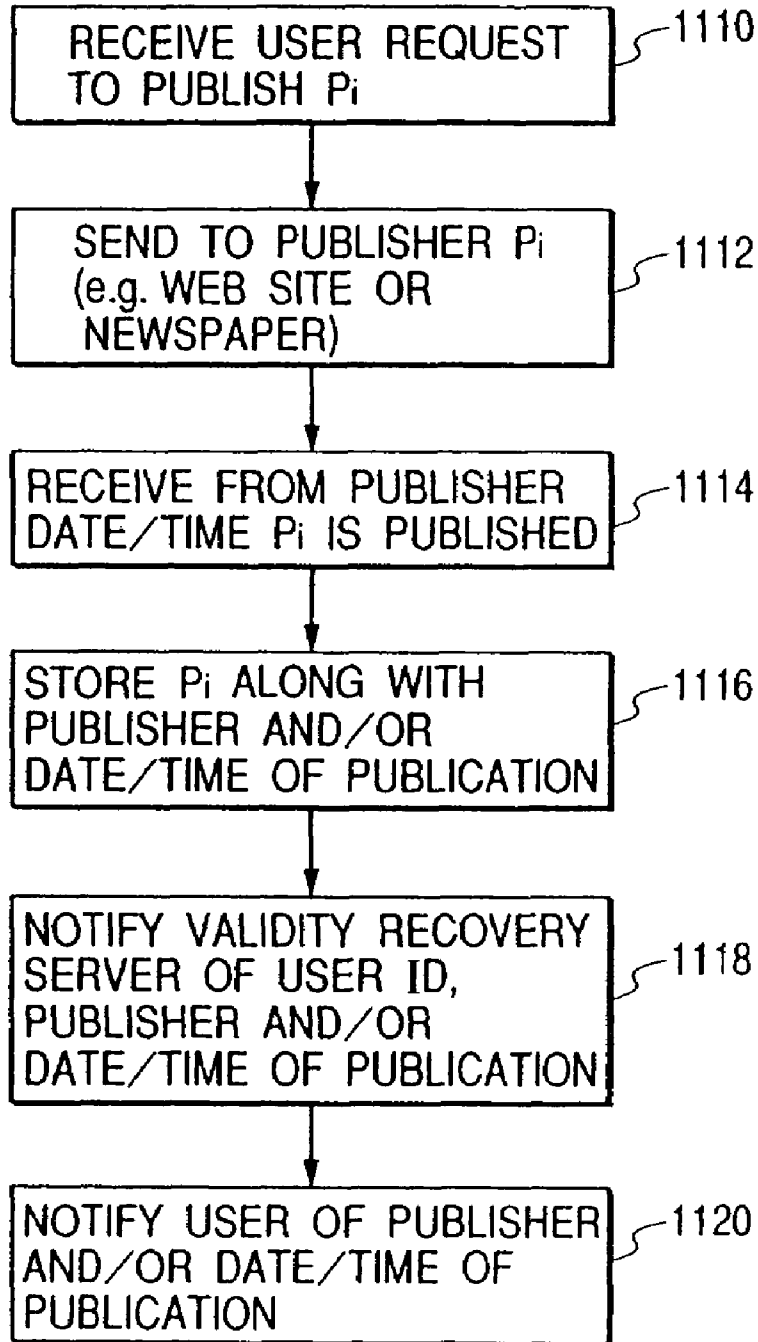 RECEIVE USER REQUEST
TO PUBLISH Pi
1110
SEND TO PUBLISHER Pi
(e.g. WEB SITE OR
NEWSPAPER)
1112
RECEIVE FROM PUBLISHER
DATE/TIME Pi IS PUBLISHED
1114
STORE Pi ALONG WITH
PUBLISHER AND/OR
DATE/TIME OF PUBLICATION
1116
NOTIFY VALIDITY RECOVERY
SERVER OF USER ID,
PUBLISHER AND/OR
DATE/TIME OF PUBLICATION
1118
NOTIFY USER OF PUBLISHER
AND/OR DATE/TIME OF
PUBLICATION
1120